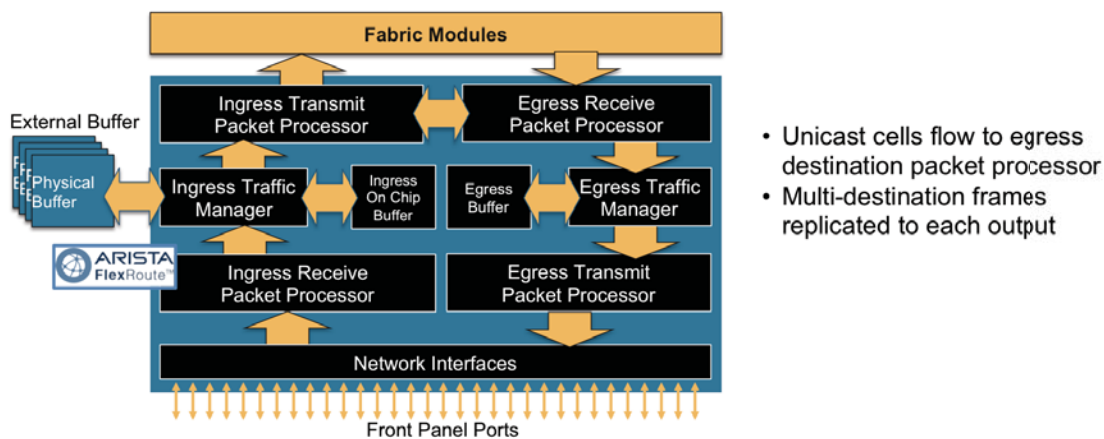 Fabric Modules
Ingress Transmit
Packet Processor
Egress Receive
Packet Processor
External Buffer
Physical
Buffer
Ingress Traffic
Manager
Ingress
On Chip
Buffer
Egress
Buffer
Egress Traffic
Manager
ARISTA
FlexRoute™
Ingress Receive
Packet Processor
Egress Transmit
Packet Processor
Network Interfaces
Front Panel Ports
• Unicast cells flow to egress
destination packet processor
• Multi-destination frames
replicated to each output